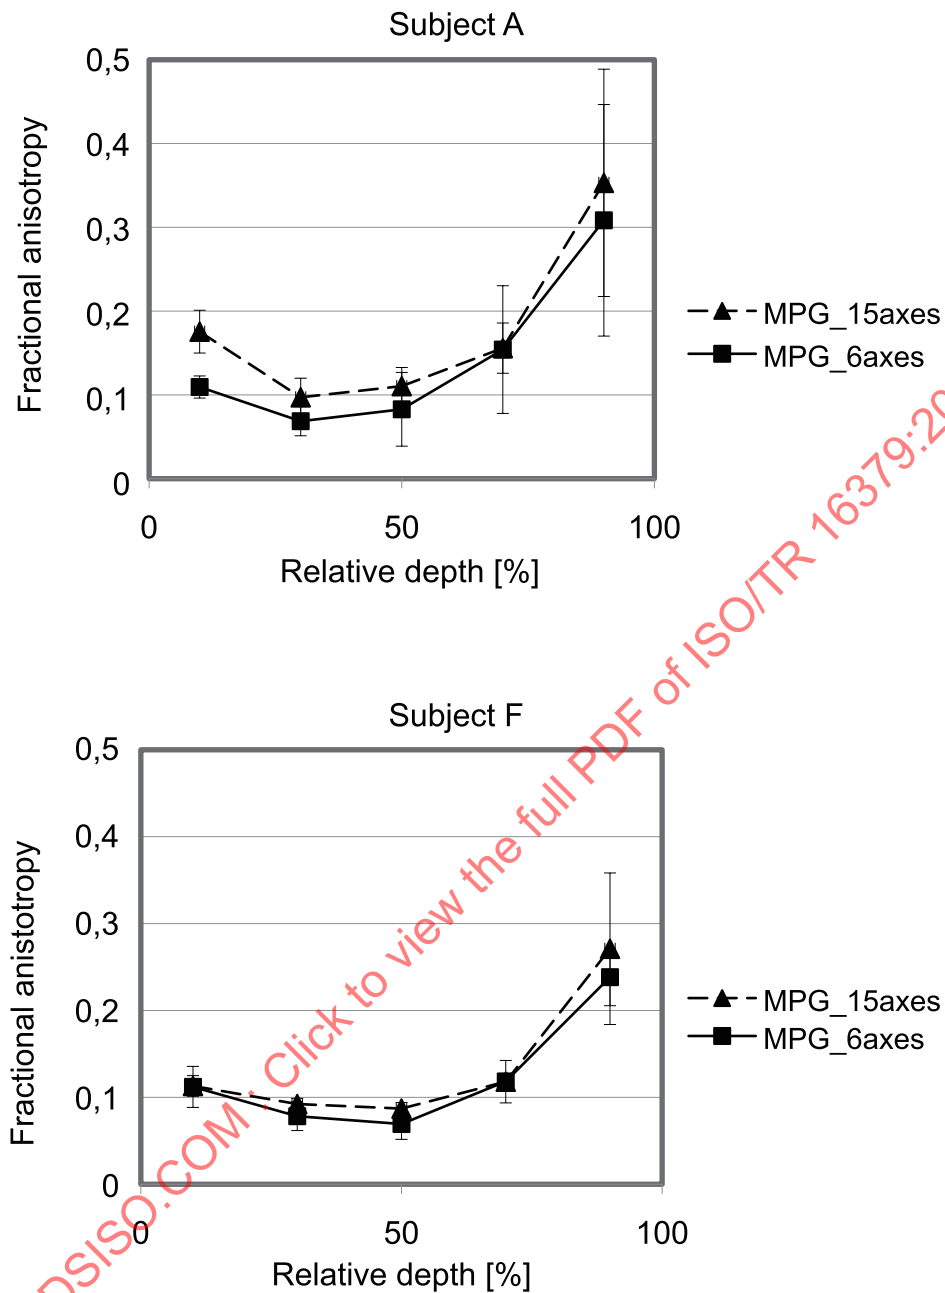 Subject A
0,5
0,4
0,3
0,2
0,1
0
Fractional anisotropy
0 50 100
Relative depth [%]
MPG_15axes
MPG_6axes
Subject F
0,5
0,4
0,3
0,2
0,1
0
Fractional anistotropy
0 50 100
Relative depth [%]
MPG_15axes
MPG_6axes
DSISO.COM : Click to view the full PDF of ISO/TR 16379:20